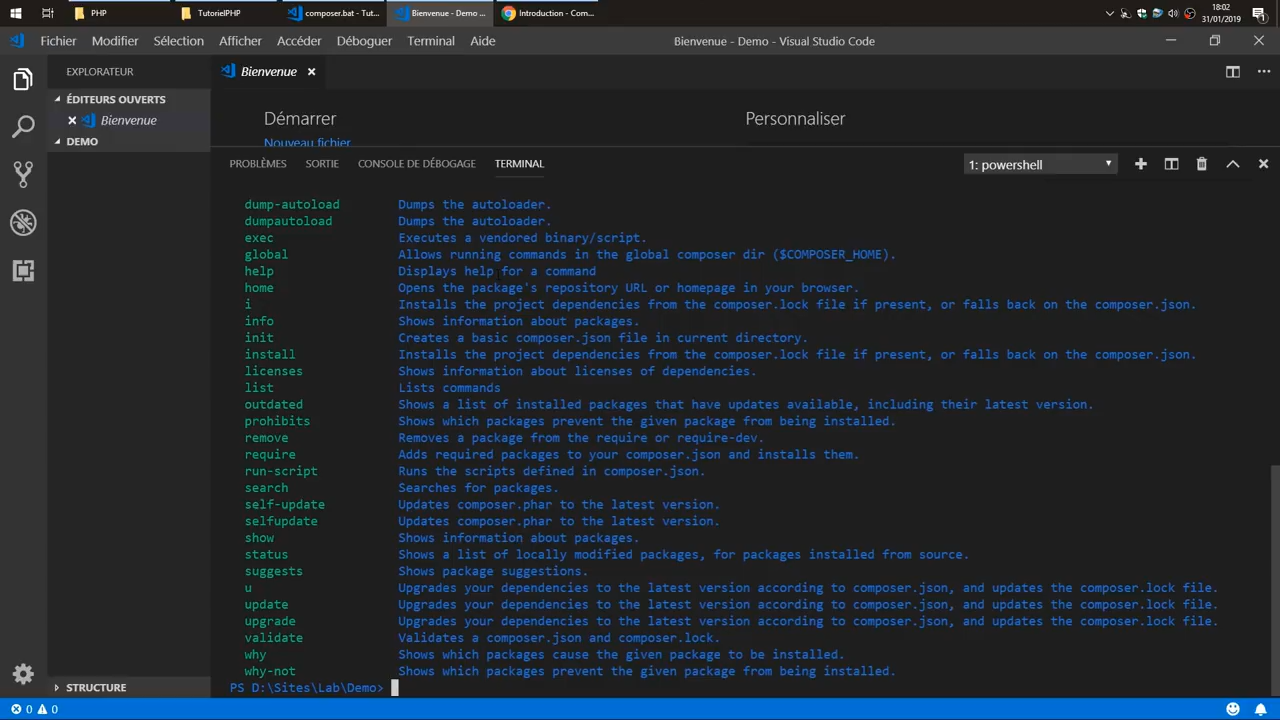 PHP
TutorielPHP
composer.bat - Tut...
Bienvenue - Demo ...
Introduction - Com...
18:02
31/01/2019
1
Fichier Modifier Sélection Afficher Accéder Déboguer Terminal Aide
Bienvenue - Demo - Visual Studio Code
EXPLORATEUR
Bienvenue
ÉDITEURS OUVERTS
Bienvenue
DEMO
Démarrer
Personnaliser
Nouveau fichier
PROBLÈMES SORTIE CONSOLE DE DÉBOGAGE TERMINAL
1: powershell
dump-autoload Dumps the autoloader.
dumpautoload Dumps the autoloader.
exec Executes a vendored binary/script.
global Allows running commands in the global composer dir ($COMPOSER_HOME).
help Displays help for a command
home Opens the package's repository URL or homepage in your browser.
i Installs the project dependencies from the composer.lock file if present, or falls back on the composer.json.
info Shows information about packages.
init Creates a basic composer.json file in current directory.
install Installs the project dependencies from the composer.lock file if present, or falls back on the composer.json.
licenses Shows information about licenses of dependencies.
list Lists commands
outdated Shows a list of installed packages that have updates available, including their latest version.
prohibits Shows which packages prevent the given package from being installed.
remove Removes a package from the require or require-dev.
require Adds required packages to your composer.json and installs them.
run-script Runs the scripts defined in composer.json.
search Searches for packages.
self-update Updates composer.phar to the latest version.
selfupdate Updates composer.phar to the latest version.
show Shows information about packages.
status Shows a list of locally modified packages, for packages installed from source.
suggests Shows package suggestions.
u Upgrades your dependencies to the latest version according to composer.json, and updates the composer.lock file.
update Upgrades your dependencies to the latest version according to composer.json, and updates the composer.lock file.
upgrade Upgrades your dependencies to the latest version according to composer.json, and updates the composer.lock file.
validate Validates a composer.json and composer.lock.
why Shows which packages cause the given package to be installed.
why-not Shows which packages prevent the given package from being installed.
PS D:\Sites\Lab\Demo>
STRUCTURE
0 0